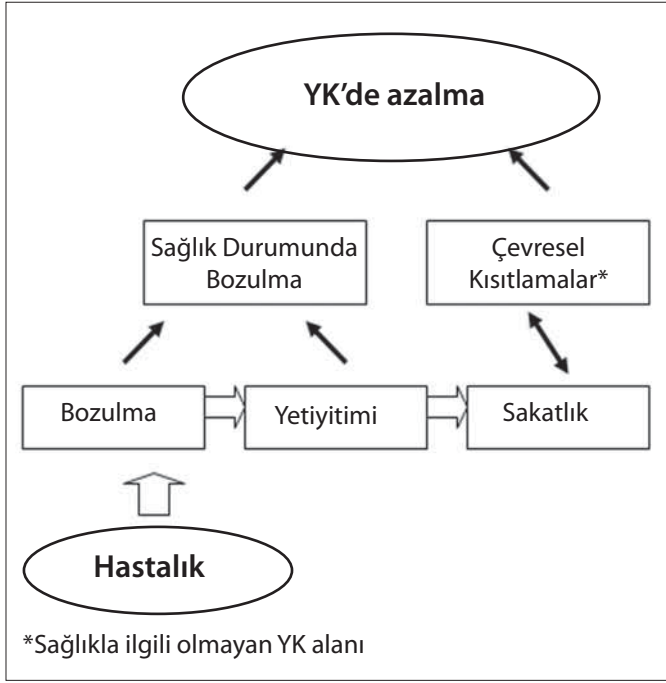 YK’de azalma
Sağlık Durumunda
Bozulma
Çevresel
Kısıtlamalar*
Bozulma
Yetiyitimi
Sakatlık
Hastalık
*Sağlıkla ilgili olmayan YK alanı